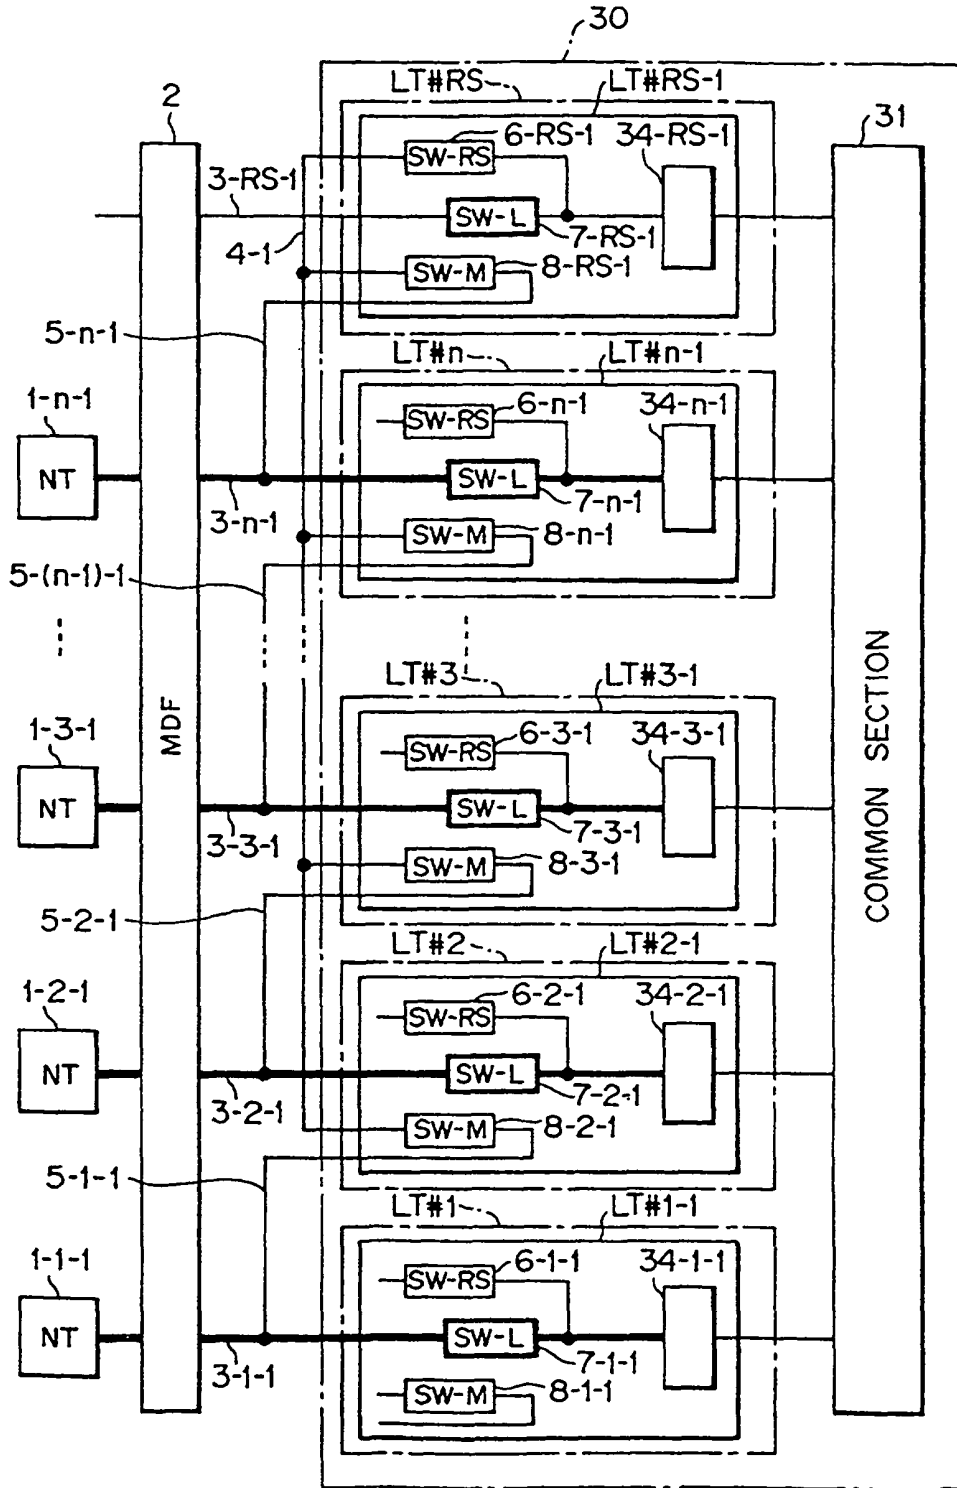 30
LT#RS
LT#RS-1
2
6-RS-1
34-RS-1
31
SW-RS
3-RS-1
SW-L
7-RS-1
4-1
8-RS-1
SW-M
5-n-1
LT#n
LT#n-1
1-n-1
6-n-1
34-n-1
SW-RS
NT
SW-L
7-n-1
3-n-1
8-n-1
SW-M
5-(n-1)-1
LT#3
LT#3-1
MDF
COMMON SECTION
1-3-1
6-3-1
34-3-1
SW-RS
NT
SW-L
7-3-1
3-3-1
8-3-1
SW-M
5-2-1
LT#2
LT#2-1
1-2-1
6-2-1
34-2-1
SW-RS
NT
SW-L
7-2-1
3-2-1
8-2-1
SW-M
5-1-1
LT#1
LT#1-1
1-1-1
6-1-1
34-1-1
SW-RS
NT
SW-L
7-1-1
3-1-1
8-1-1
SW-M